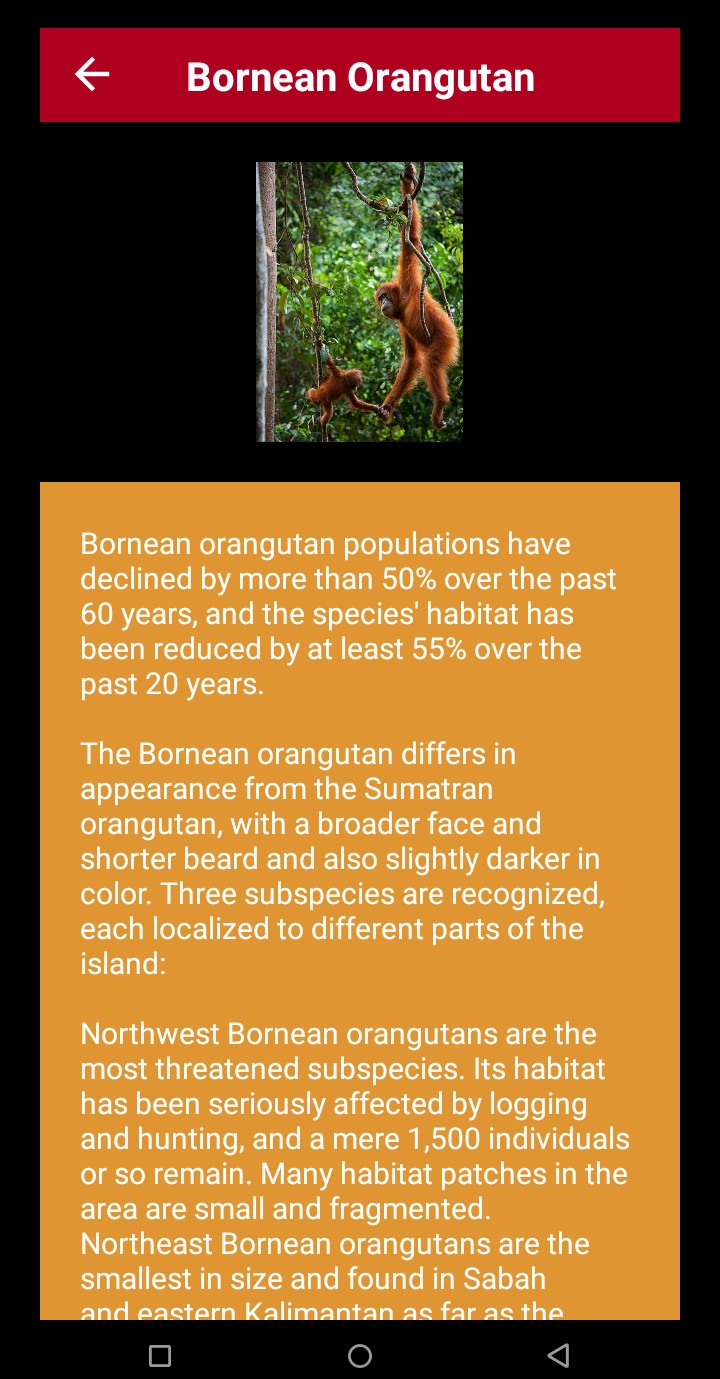 Bornean Orangutan
Bornean orangutan populations have
declined by more than 50% over the past
60 years, and the species' habitat has
been reduced by at least 55% over the
past 20 years.
The Bornean orangutan differs in
appearance from the Sumatran
orangutan, with a broader face and
shorter beard and also slightly darker in
color. Three subspecies are recognized,
each localized to different parts of the
island:
Northwest Bornean orangutans are the
most threatened subspecies. Its habitat
has been seriously affected by logging
and hunting, and a mere 1,500 individuals
or so remain. Many habitat patches in the
area are small and fragmented.
Northeast Bornean orangutans are the
smallest in size and found in Sabah
and eastern Kalimantan as far as the